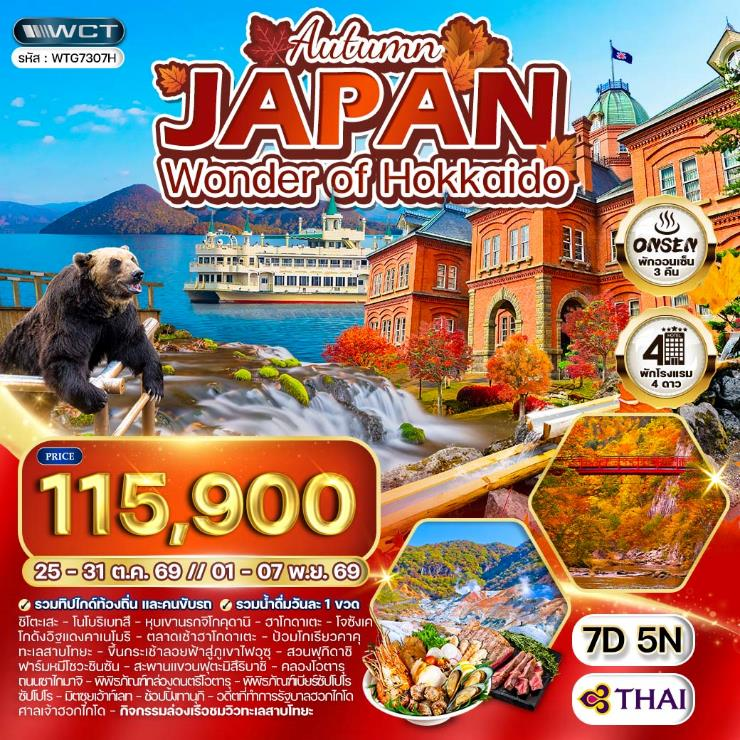 WCT
รหัส : WTG7307H
Autumn
JAPAN
Wonder of Hokkaido
ONSEN
พักออนเซ็น
3 คืน
HOTEL
4
พักโรงแรม
4 ดาว
PRICE
115,900
25 - 31 ต.ค. 69 // 01 - 07 พ.ย. 69
รวมทิปไกด์ท้องถิ่น และคนขับรถ รวมน้ำดื่มวันละ 1 ขวด
ชิโตะเสะ - โนโบริเบทสึ - หุบเขานรกจิโกคุดานิ - ฮาโกดาเตะ - โจซังเค
โกดังอิฐแดงคาเนโมริ - ตลาดเช้าฮาโกดาเตะ - ป้อมโกเรียวคาคุ
ทะเลสาบโทยะ - ขึ้นกระเช้าลอยฟ้าสู่ภูเขาไฟอุซุ - สวนฟุกิดาชิ
ฟาร์มหมีโชวะชินซัน - สะพานแขวนฟุตะมิสึริบาชิ - คลองโอตารุ
ถนนซาไกมาจิ - พิพิธภัณฑ์กล่องดนตรีโอตารุ - พิพิธภัณฑ์เบียร์ซัปโปโร
ซัปโปโร - มิตซุยเอ้าท์เลท - ช้อปปิ้งทานุกิ - อดีตที่ทำการรัฐบาลฮอกไกโด
ศาลเจ้าฮอกไกโด - กิจกรรมล่องเรือชมวิวทะเลสาบโทยะ
7D 5N
THAI